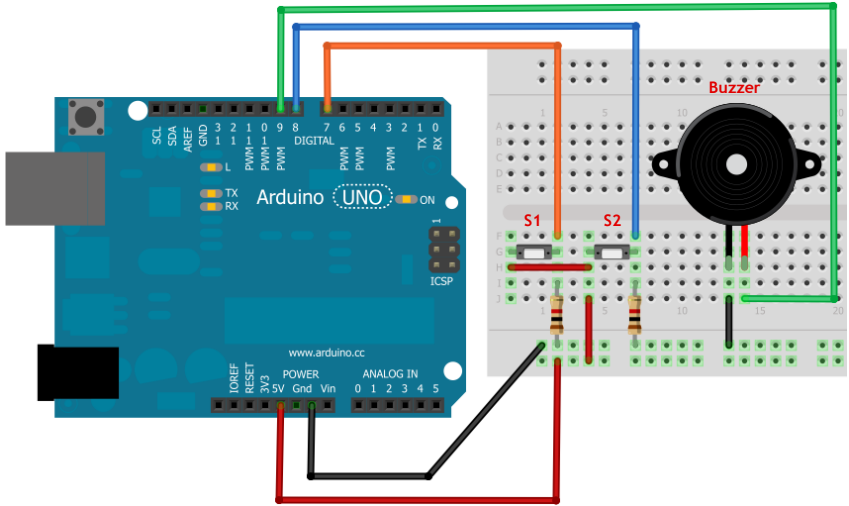 Buzzer
SCL
SDA
AREF
GND
13
12
PWM 11
PWM 10
PWM 9
8
DIGITAL
7
PWM 6
PWM 5
4
PWM 3
2
TX 1
RX 0
L
TX
RX
Arduino UNO
ON
1
ICSP
www.arduino.cc
POWER
ANALOG IN
IOREF
RESET
3V3
5V
Gnd
Vin
0 1 2 3 4 5
S1
S2
1 10
A
B
C
D
E
F
G
H
I
J
1 5 10 15 20